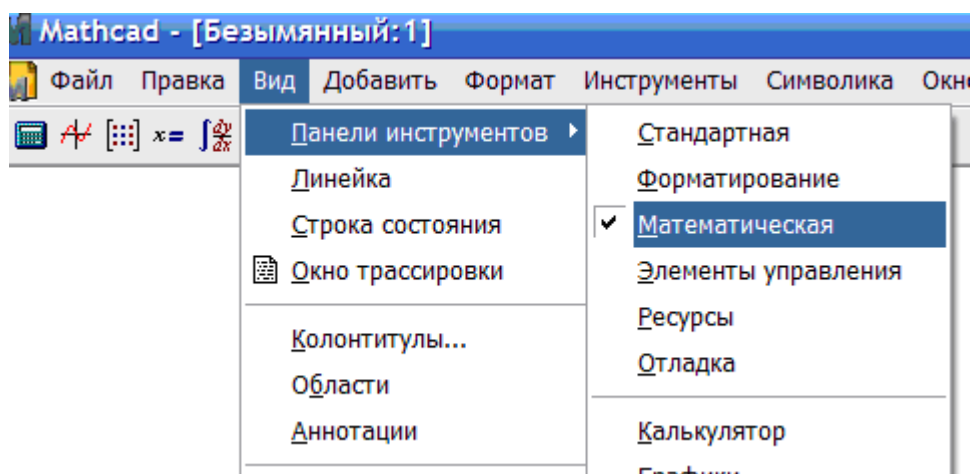 Mathcad - [Безымянный:1]
Файл Правка Вид Добавить Формат Инструменты Символика
x=
Панели инструментов
Линейка
Строка состояния
Окно трассировки
Колонтитулы...
Области
Аннотации
Стандартная
Форматирование
Математическая
Элементы управления
Ресурсы
Отладка
Калькулятор